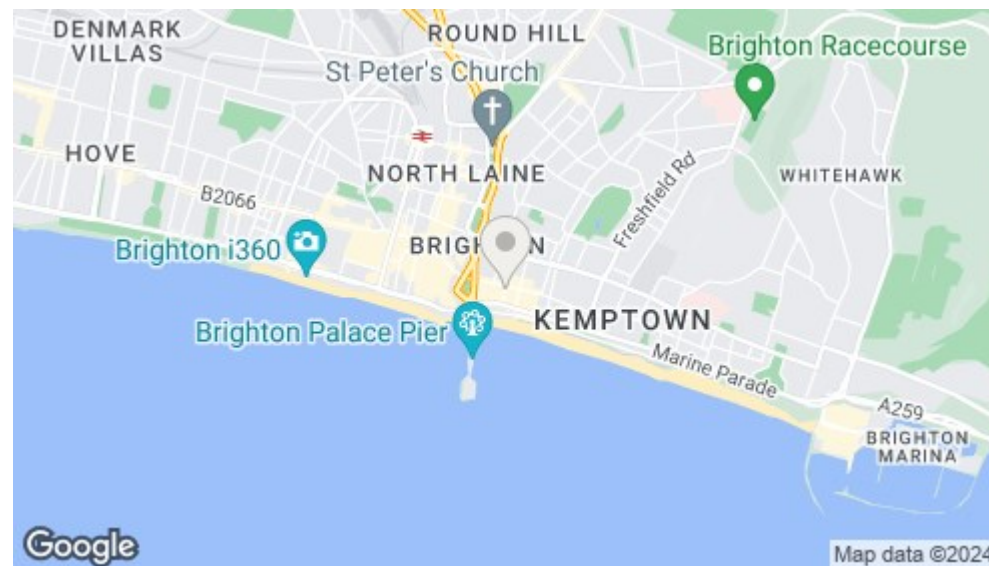 DENMARK
VILLAS
ROUND HILL
Brighton Racecourse
St Peter's Church
HOVE
NORTH LAINE
WHITEHAWK
B2066
Freshfield Rd
Brighton i360
BRIGHTON
Brighton Palace Pier
KEMPTOWN
Marine Parade
A259
BRIGHTON
MARINA
Google
Map data ©2024